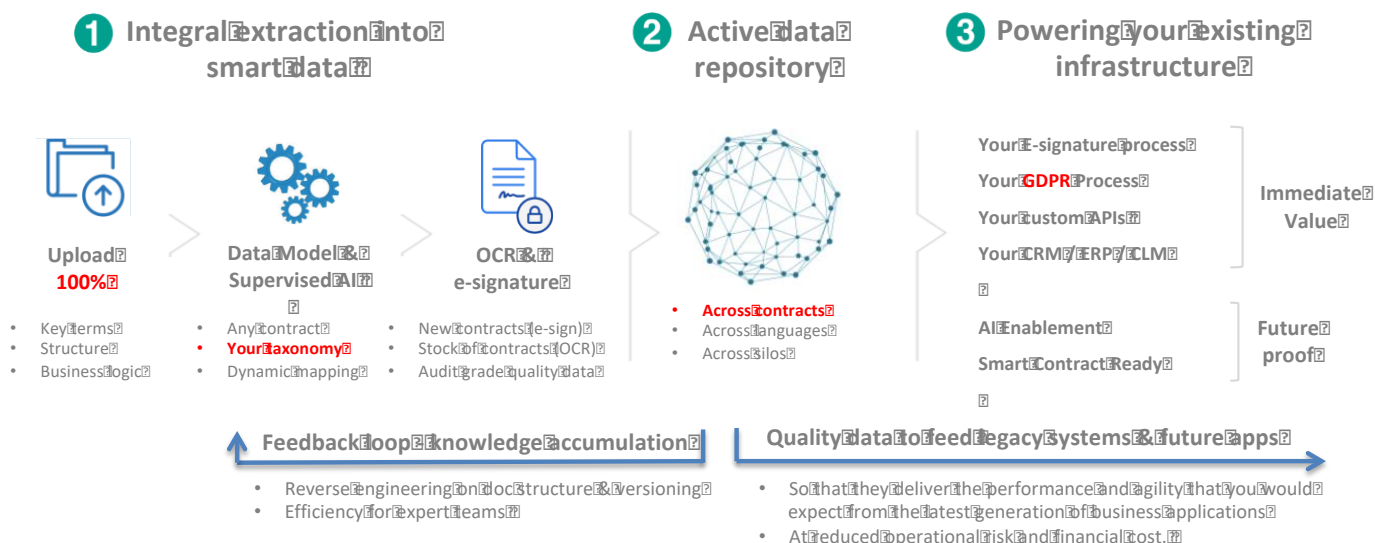 1 Integral extraction into
smart data
2 Active data
repository
3 Powering your existing
infrastructure
Upload
100%
• Key terms
• Structure
• Business logic
Data Model &
Supervised AI
• Any contract
• Your taxonomy
• Dynamic mapping
OCR &
e-signature
• New contracts (e-sign)
• Stock of contracts (OCR)
• Audit grade quality data
• Across contracts
• Across languages
• Across silos
Your E-signature process
Your GDPR Process
Your custom APIs
Your CRM / ERP / CLM
Immediate
Value
AI Enablement
Smart Contract Ready
Future
proof
Feedback loop knowledge accumulation
• Reverse engineering on doc structure & versioning
• Efficiency for expert teams
Quality data to feed legacy systems & future apps
• So that they deliver the performance and agility that you would
expect from the latest generation of business applications
• At reduced operational risk and financial cost.